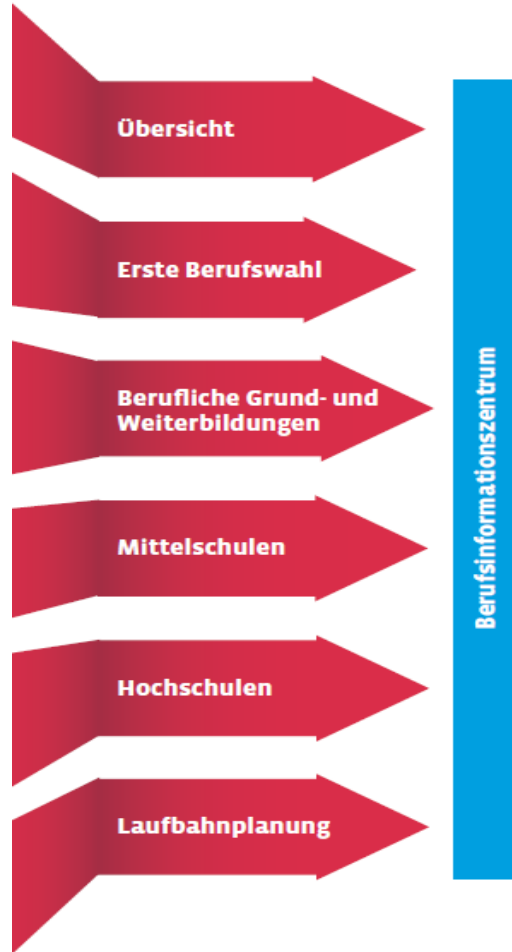 Übersicht
Erste Berufswahl
Berufliche Grund- und
Weiterbildungen
Mittelschulen
Hochschulen
Laufbahnplanung
Berufsinformationszentrum